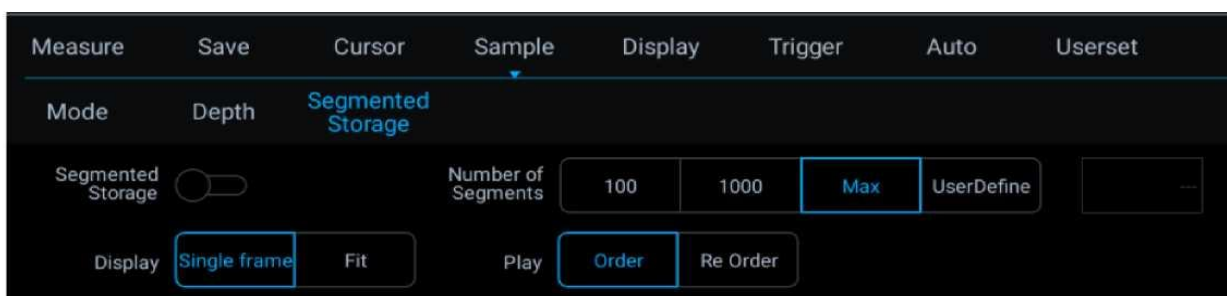 Measure Save Cursor Sample Display Trigger Auto Userset
Mode Depth Segmented Storage
Segmented Storage Number of Segments 100 1000 Max UserDefine ---
Display Single frame Fit Play Order Re Order